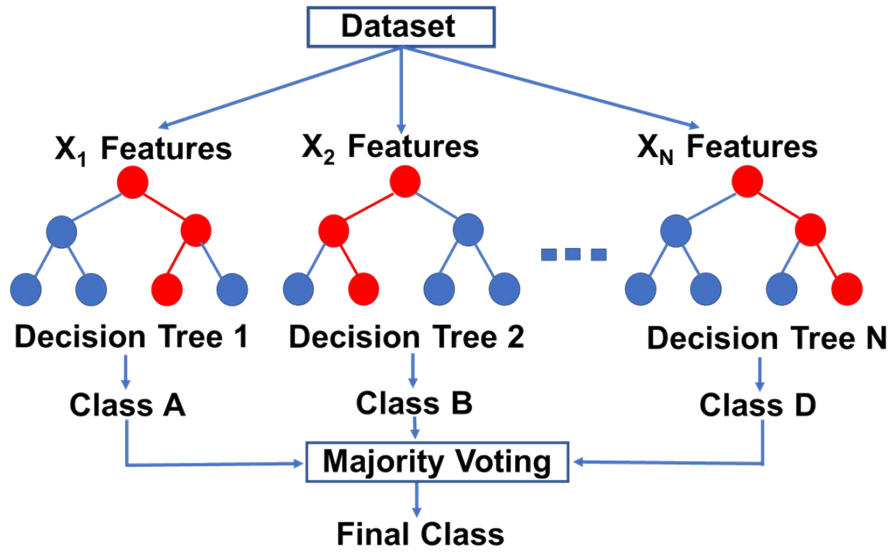 Dataset
X₁ Features
X₂ Features
X_N Features
Decision Tree 1
Decision Tree 2
Decision Tree N
Class A
Class B
Class D
Majority Voting
Final Class